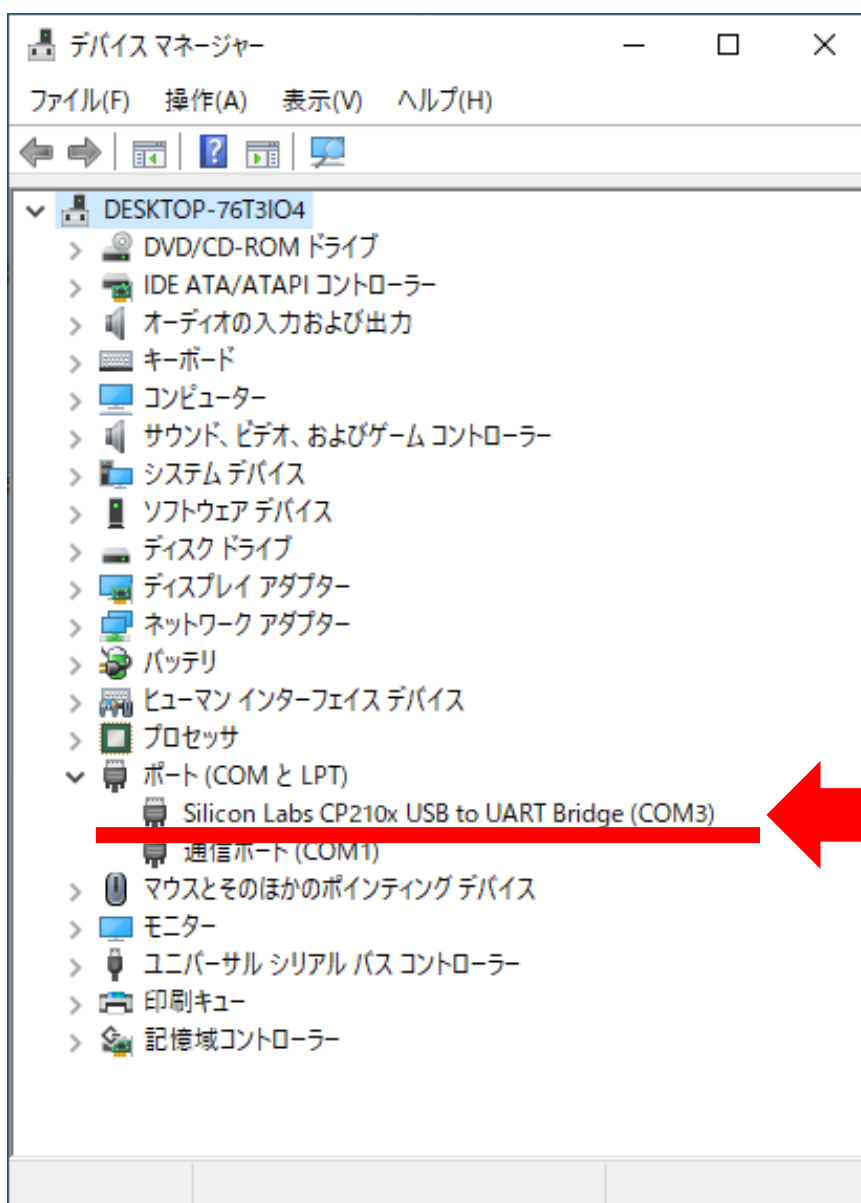 デバイス マネージャー
ファイル(F) 操作(A) 表示(V) ヘルプ(H)
DESKTOP-76T3IO4
DVD/CD-ROM ドライブ
IDE ATA/ATAPI コントローラー
オーディオの入力および出力
キーボード
コンピューター
サウンド、ビデオ、およびゲーム コントローラー
システム デバイス
ソフトウェア デバイス
ディスク ドライブ
ディスプレイ アダプター
ネットワーク アダプター
バッテリ
ヒューマン インターフェイス デバイス
プロセッサ
ポート (COM と LPT)
Silicon Labs CP210x USB to UART Bridge (COM3)
通信ポート (COM1)
マウスとそのほかのポインティング デバイス
モニター
ユニバーサル シリアル バス コントローラー
印刷キュー
記憶域コントローラー